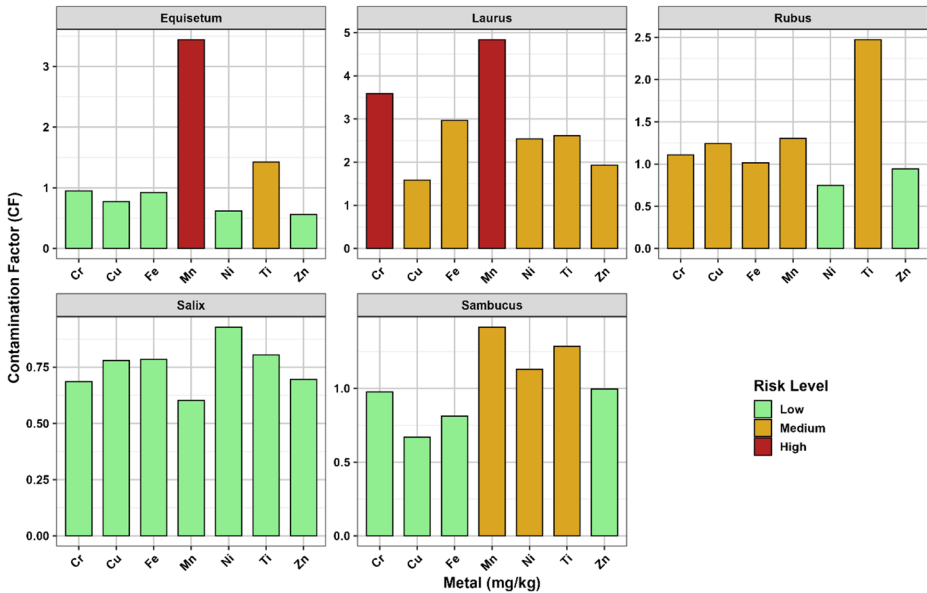 Equisetum
Laurus
Rubus
3
2
1
0
5
4
3
2
1
0
2.5
2.0
1.5
1.0
0.5
0.0
Cr Cu Fe Mn Ni Ti Zn
Cr Cu Fe Mn Ni Ti Zn
Cr Cu Fe Mn Ni Ti Zn
Salix
Sambucus
0.75
0.50
0.25
0.00
1.0
0.5
0.0
Cr Cu Fe Mn Ni Ti Zn
Cr Cu Fe Mn Ni Ti Zn
Contamination Factor (CF)
Metal (mg/kg)
Risk Level
Low
Medium
High